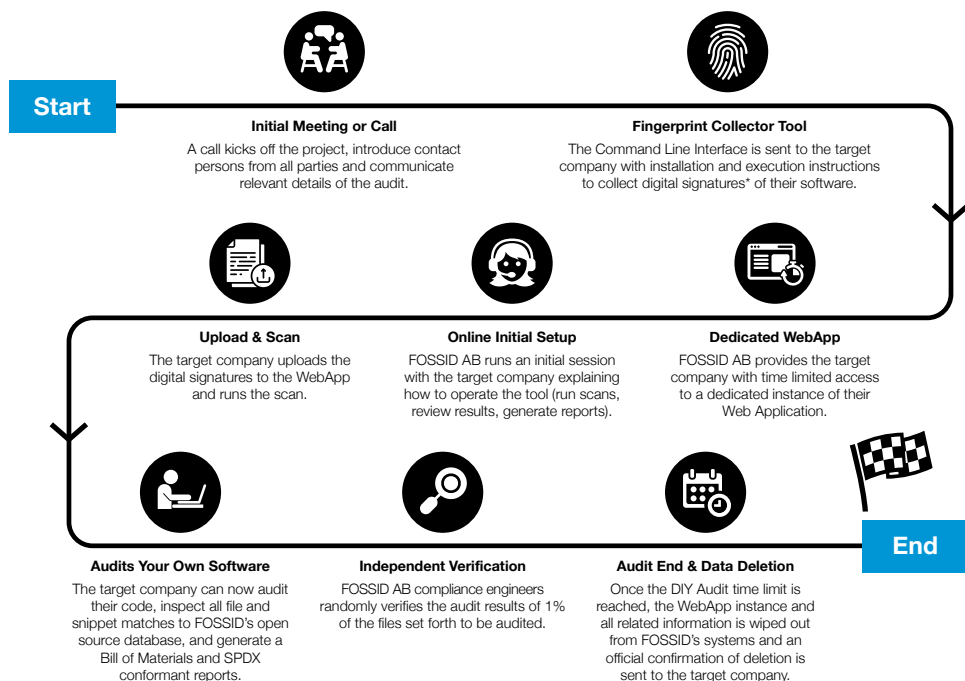 Start
Initial Meeting or Call
A call kicks off the project, introduce contact
persons from all parties and communicate
relevant details of the audit.
Fingerprint Collector Tool
The Command Line Interface is sent to the target
company with installation and execution instructions
to collect digital signatures* of their software.
Dedicated WebApp
FOSSID AB provides the target
company with time limited access
to a dedicated instance of their
Web Application.
Online Initial Setup
FOSSID AB runs an initial session
with the target company explaining
how to operate the tool (run scans,
review results, generate reports).
Upload & Scan
The target company uploads the
digital signatures to the WebApp
and runs the scan.
Audits Your Own Software
The target company can now audit
their code, inspect all file and
snippet matches to FOSSID's open
source database, and generate a
Bill of Materials and SPDX
conformant reports.
Independent Verification
FOSSID AB compliance engineers
randomly verifies the audit results of 1%
of the files set forth to be audited.
Audit End & Data Deletion
Once the DIY Audit time limit is
reached, the WebApp instance and
all related information is wiped out
from FOSSID's systems and an
official confirmation of deletion is
sent to the target company.
End